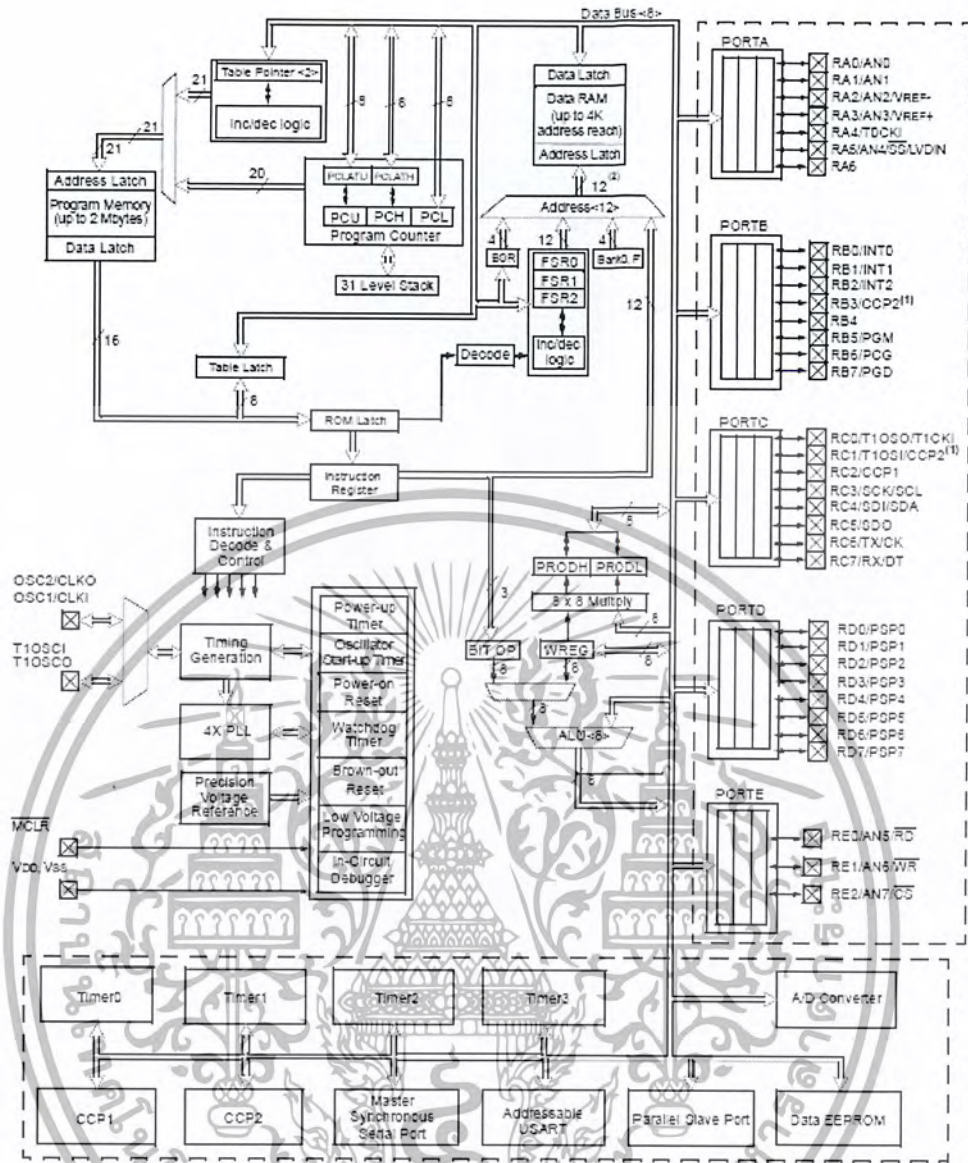 Data Bus<8>
PORTA
RA0/AN0
RA1/AN1
RA2/AN2/VREF-
RA3/AN3/VREF+
RA4/T0CKI
RA5/AN4/SS/LVDIN
RA6
21
Table Pointer <2>
inc/dec logic
21
21
8
8
8
Data Latch
Data RAM
(up to 4K
address reach)
Address Latch
20
PCLATU PCLATH
PCU PCH PCL
Program Counter
31 Level Stack
Address Latch
Program Memory
(up to 2 Mbytes)
Data Latch
12 (2)
Address<12>
4 12 4
BSR
FSR0
FSR1
FSR2
inc/dec
logic
Bank0, F
12
PORTB
RB0/INT0
RB1/INT1
RB2/INT2
RB3/CCP2(1)
RB4
RB5/PGM
RB6/PCG
RB7/PGD
16
Table Latch
8
Decode
ROM Latch
Instruction
Register
PORTC
RC0/T1OSO/T1CKI
RC1/T1OSI/CCP2(1)
RC2/CCP1
RC3/SCK/SCL
RC4/SDI/SDA
RC5/SDO
RC6/TX/CK
RC7/RX/DT
Instruction
Decode &
Control
OSC2/CLKO
OSC1/CLKI
T1OSCI
T1OSCO
Timing
Generation
4X PLL
Precision
Voltage
Reference
MCLR
VDD, VSS
Power-up
Timer
Oscillator
Start-up Timer
Power-on
Reset
Watchdog
Timer
Brown-out
Reset
Low Voltage
Programming
In-Circuit
Debugger
8
PRODH PRODL
8 x 8 Multiply
3
8
BIT OP
WREG
8
8
8
8
ALU<8>
8
PORTD
RD0/PSP0
RD1/PSP1
RD2/PSP2
RD3/PSP3
RD4/PSP4
RD5/PSP5
RD6/PSP6
RD7/PSP7
PORTE
RE0/AN5/RD
RE1/AN6/WR
RE2/AN7/CS
Timer0
Timer1
Timer2
Timer3
A/D Converter
CCP1
CCP2
Master
Synchronous
Serial Port
Addressable
USART
Parallel Slave Port
Data EEPROM